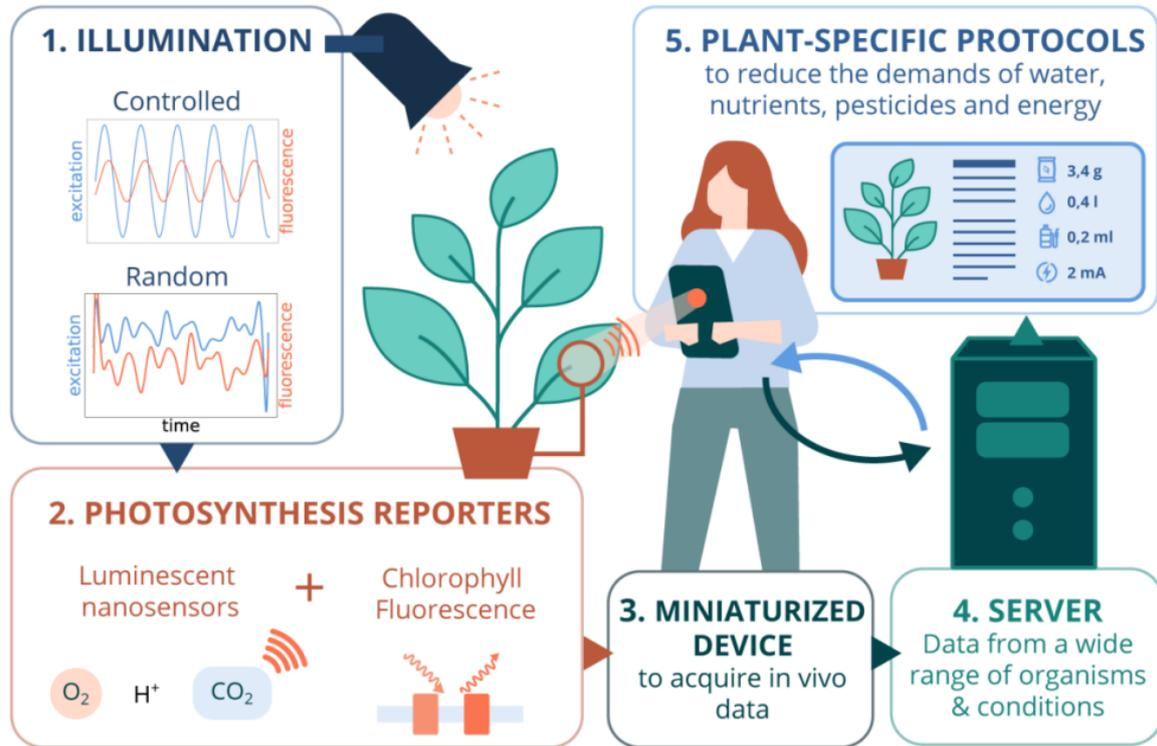 1. ILLUMINATION
Controlled
excitation
fluorescence
Random
excitation
fluorescence
time
2. PHOTOSYNTHESIS REPORTERS
Luminescent
nanosensors
+
Chlorophyll
Fluorescence
O₂
H⁺
CO₂
3. MINIATURIZED
DEVICE
to acquire in vivo
data
4. SERVER
Data from a wide
range of organisms
& conditions
5. PLANT-SPECIFIC PROTOCOLS
to reduce the demands of water,
nutrients, pesticides and energy
3,4 g
0,4 l
0,2 ml
2 mA